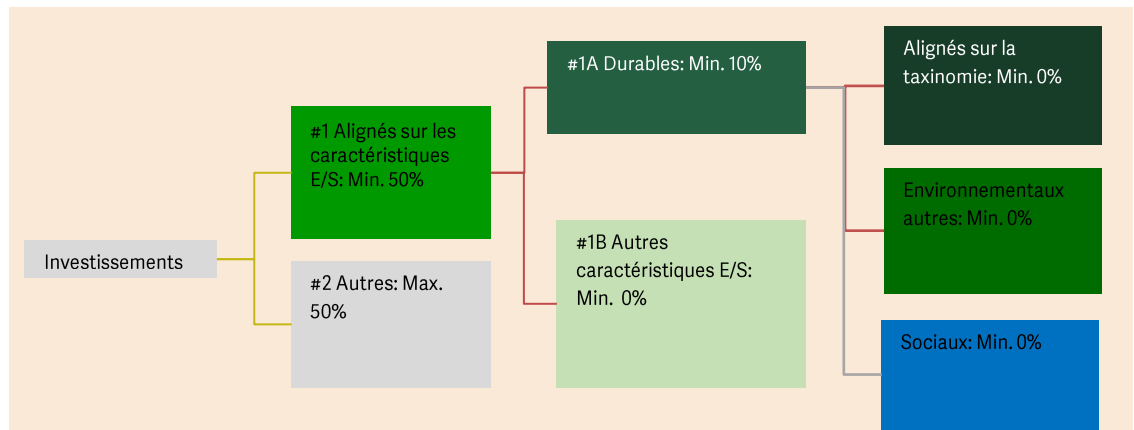 Investissements
#1 Alignés sur les
caractéristiques
E/S: Min. 50%
#2 Autres: Max.
50%
#1A Durables: Min. 10%
#1B Autres
caractéristiques E/S:
Min.  0%
Alignés sur la
taxinomie: Min. 0%
Environnementaux
autres: Min. 0%
Sociaux: Min. 0%